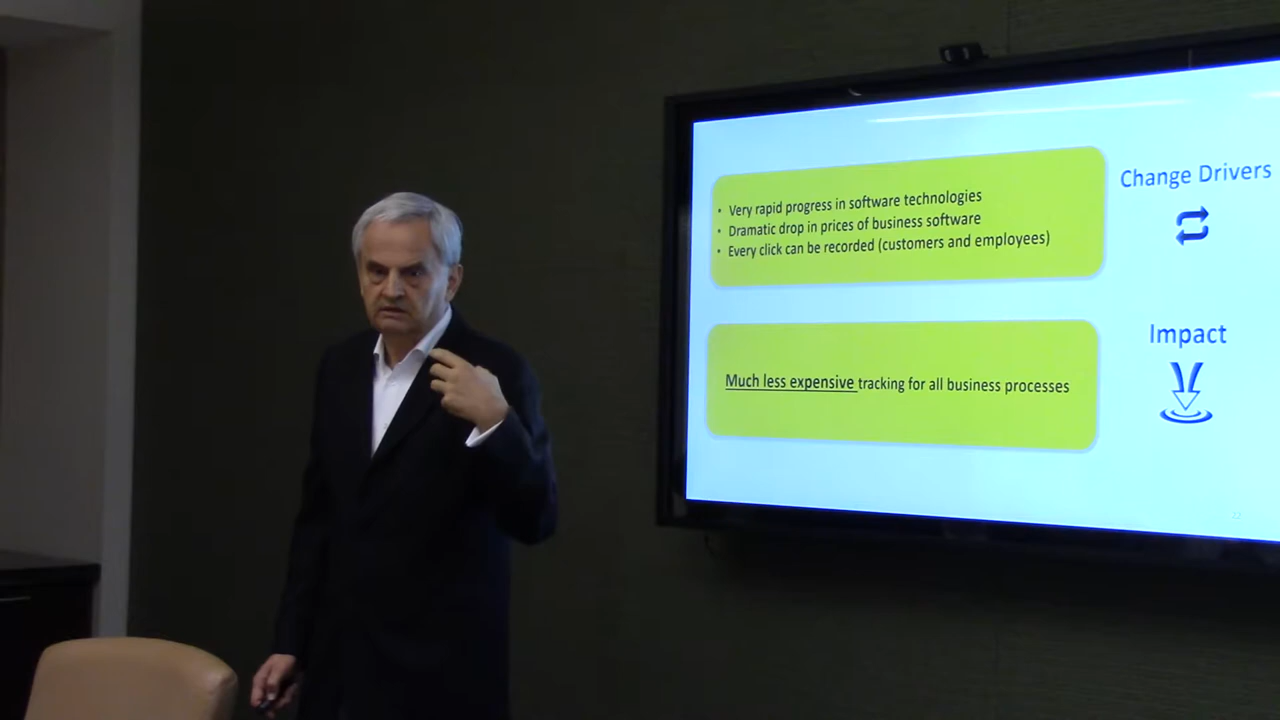 • Very rapid progress in software technologies
• Dramatic drop in prices of business software
• Every click can be recorded (customers and employees)
Change Drivers
Much less expensive tracking for all business processes
Impact
22